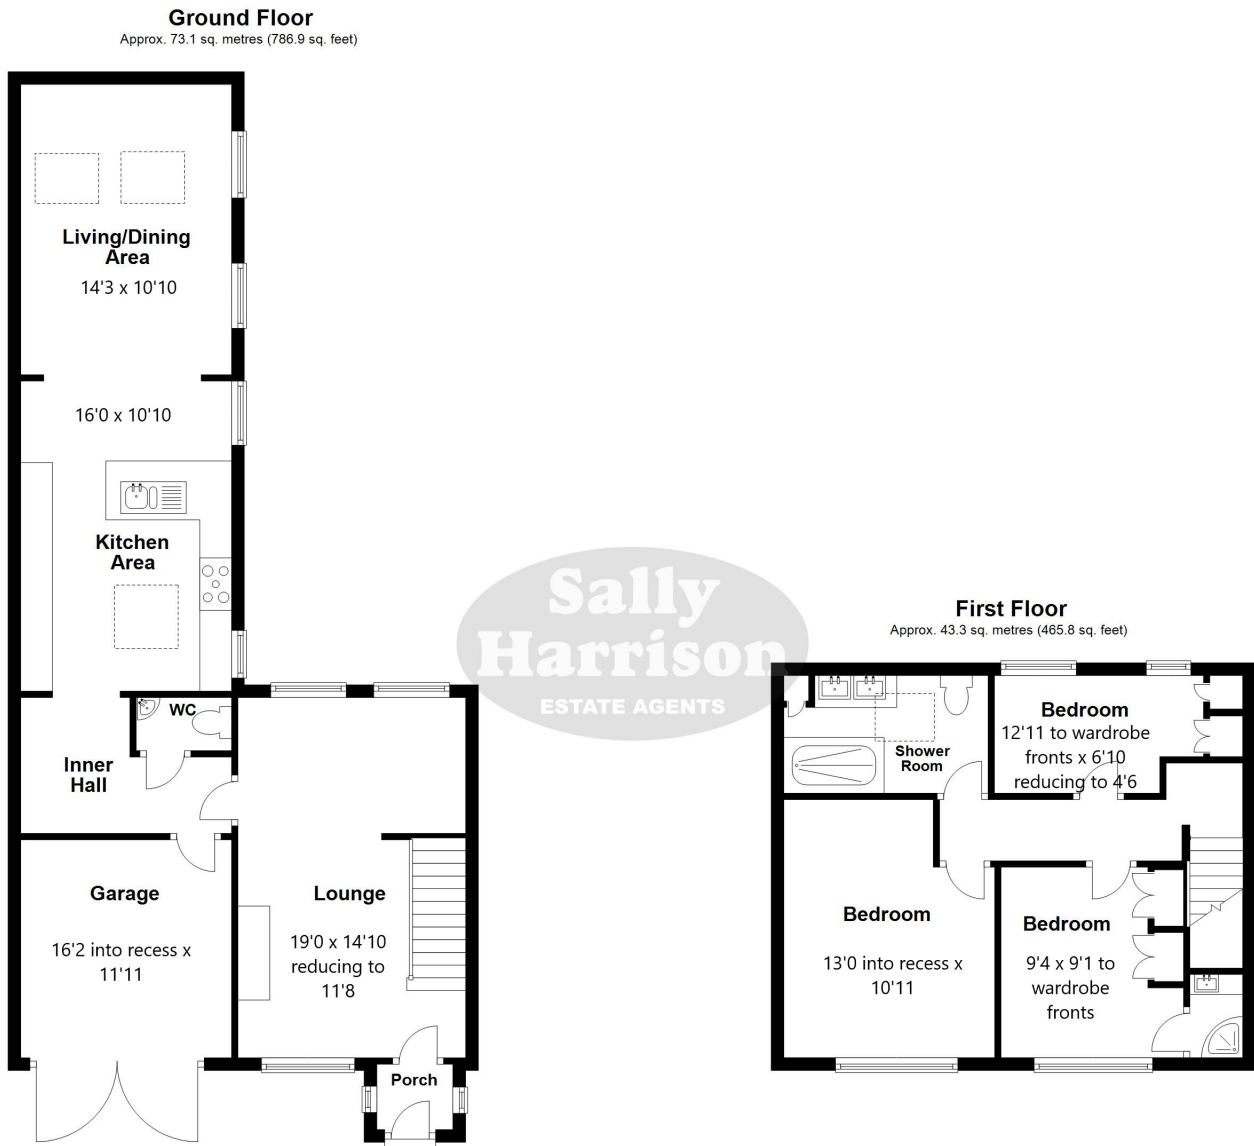 Ground Floor
Approx. 73.1 sq. metres (786.9 sq. feet)
Living/Dining
Area
14'3 x 10'10
16'0 x 10'10
Kitchen
Area
WC
Inner
Hall
Garage
16'2 into recess x
11'11
Lounge
19'0 x 14'10
reducing to
11'8
Porch
Sally
Harrison
ESTATE AGENTS
First Floor
Approx. 43.3 sq. metres (465.8 sq. feet)
Shower
Room
Bedroom
12'11 to wardrobe
fronts x 6'10
reducing to 4'6
Bedroom
13'0 into recess x
10'11
Bedroom
9'4 x 9'1 to
wardrobe
fronts